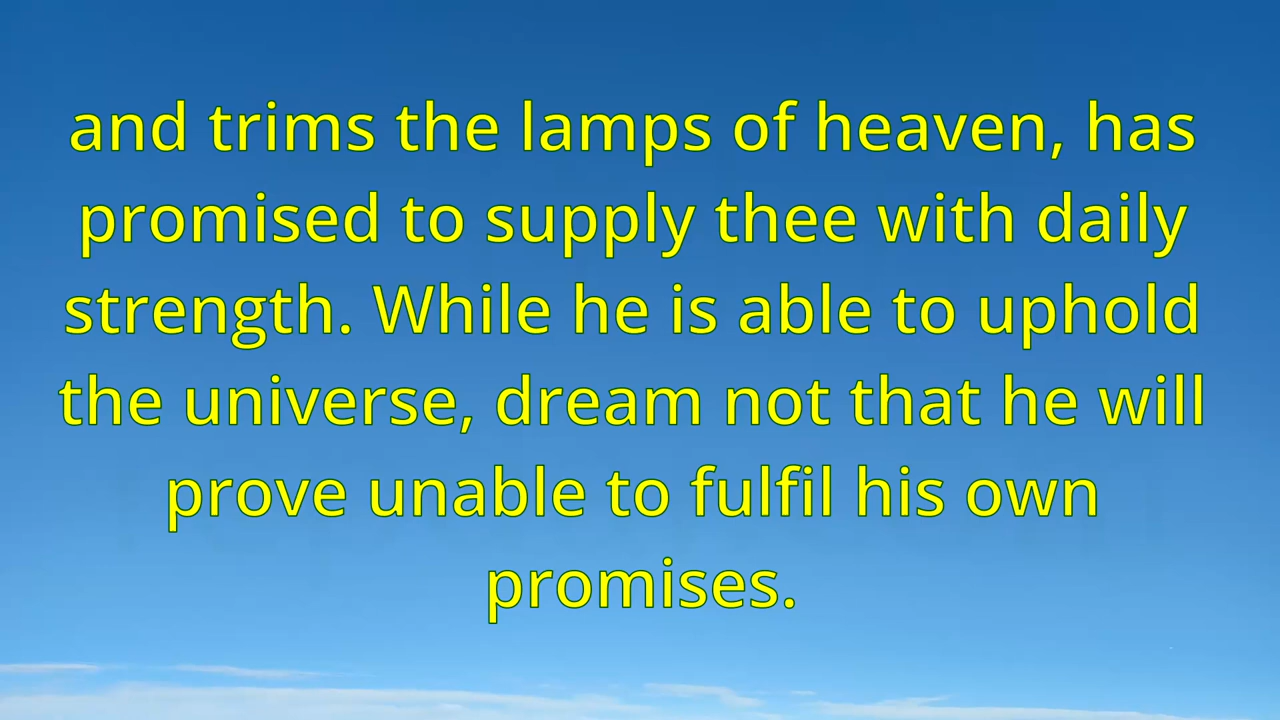 and trims the lamps of heaven, has
promised to supply thee with daily
strength. While he is able to uphold
the universe, dream not that he will
prove unable to fulfil his own
promises.